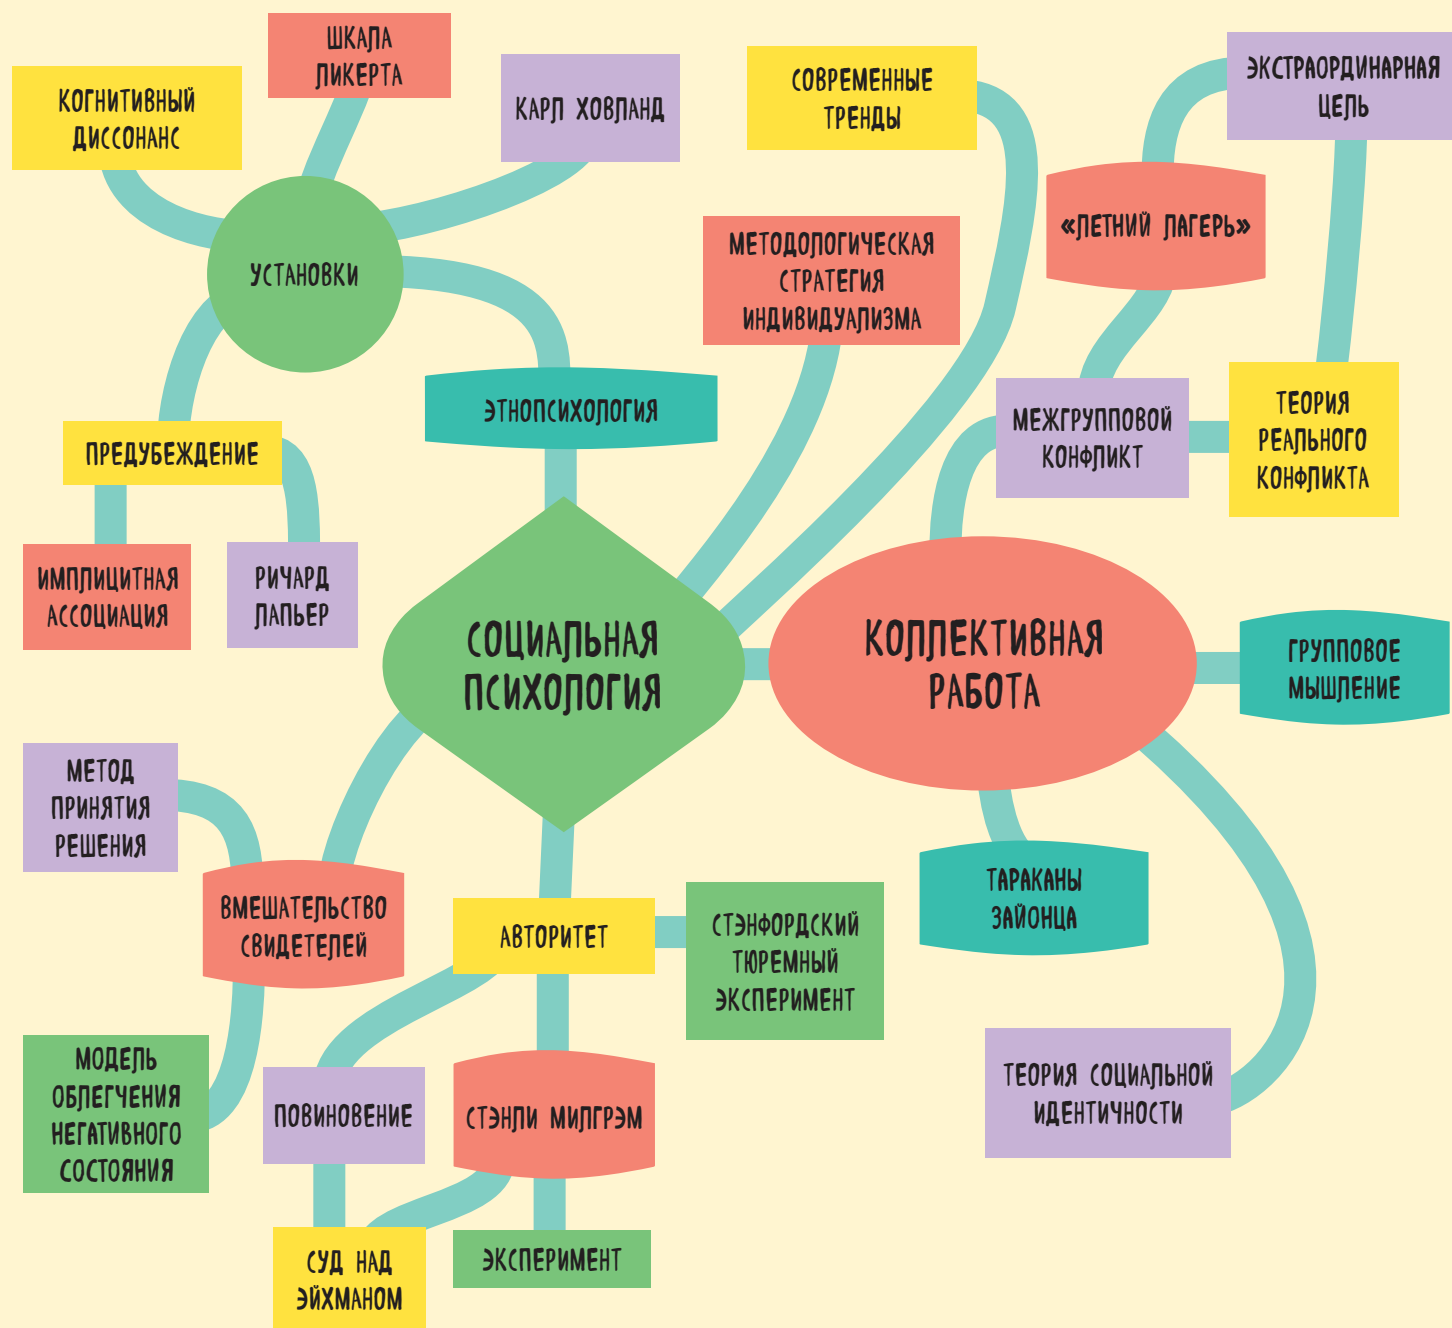 ШКАЛА
ЛИКЕРТА
КОГНИТИВНЫЙ
ДИССОНАНС
КАРЛ ХОВЛАНД
СОВРЕМЕННЫЕ
ТРЕНДЫ
ЭКСТРАОРДИНАРНАЯ
ЦЕЛЬ
«ЛЕТНИЙ ЛАГЕРЬ»
УСТАНОВКИ
МЕТОДОЛОГИЧЕСКАЯ
СТРАТЕГИЯ
ИНДИВИДУАЛИЗМА
ЭТНОПСИХОЛОГИЯ
МЕЖГРУППОВОЙ
КОНФЛИКТ
ТЕОРИЯ
РЕАЛЬНОГО
КОНФЛИКТА
ПРЕДУБЕЖДЕНИЕ
ИМПЛИЦИТНАЯ
АССОЦИАЦИЯ
РИЧАРД
ЛАПЬЕР
СОЦИАЛЬНАЯ
ПСИХОЛОГИЯ
КОЛЛЕКТИВНАЯ
РАБОТА
ГРУППОВОЕ
МЫШЛЕНИЕ
МЕТОД
ПРИНЯТИЯ
РЕШЕНИЯ
ВМЕШАТЕЛЬСТВО
СВИДЕТЕЛЕЙ
АВТОРИТЕТ
СТЭНФОРДСКИЙ
ТЮРЕМНЫЙ
ЭКСПЕРИМЕНТ
ТАРАКАНЫ
ЗАЙОНЦА
МОДЕЛЬ
ОБЛЕГЧЕНИЯ
НЕГАТИВНОГО
СОСТОЯНИЯ
ПОВИНОВЕНИЕ
СТЭНЛИ МИЛГРЭМ
ТЕОРИЯ СОЦИАЛЬНОЙ
ИДЕНТИЧНОСТИ
СУД НАД
ЭЙХМАНОМ
ЭКСПЕРИМЕНТ